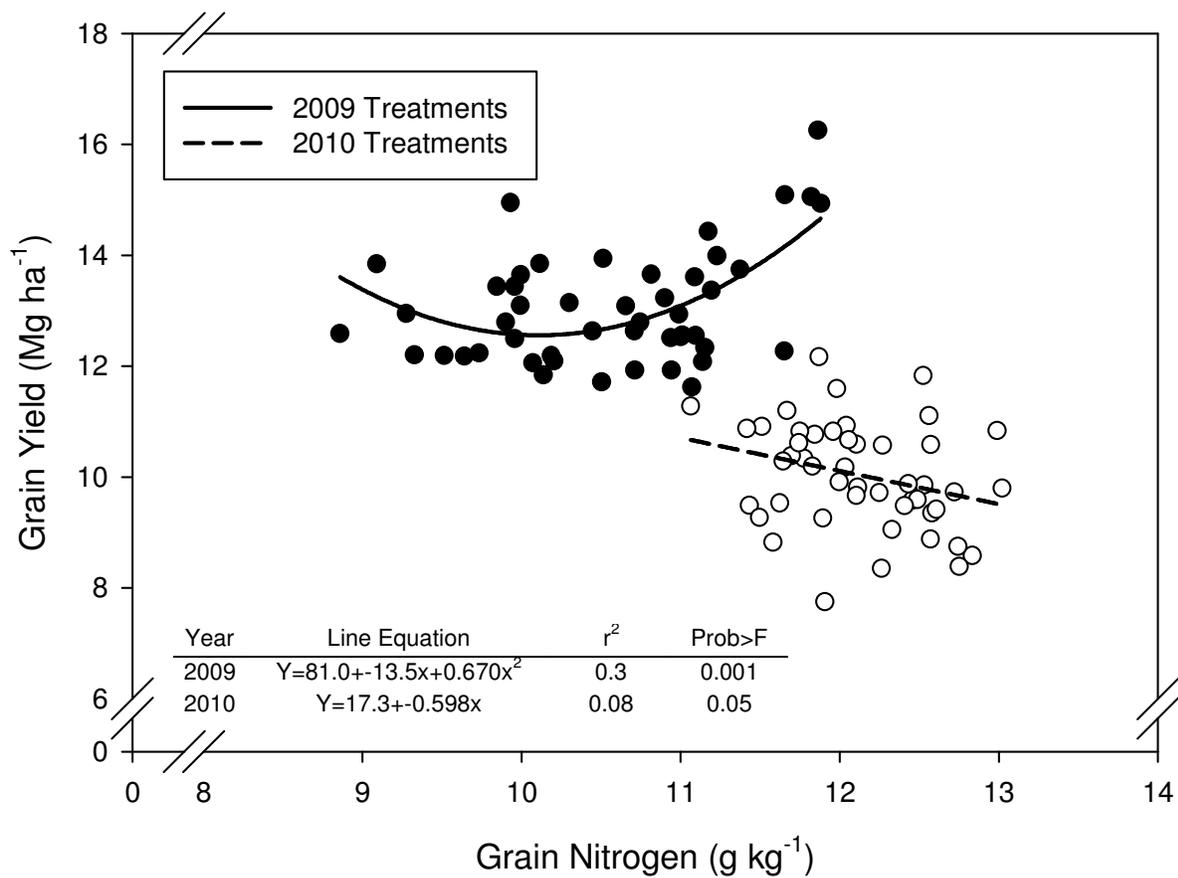 18
16
14
12
10
8
6
0
Grain Yield (Mg ha-1)
2009 Treatments
2010 Treatments
Year Line Equation r2 Prob>F
2009 Y=81.0+-13.5x+0.670x2 0.3 0.001
2010 Y=17.3+-0.598x 0.08 0.05
0 8 9 10 11 12 13 14
Grain Nitrogen (g kg-1)